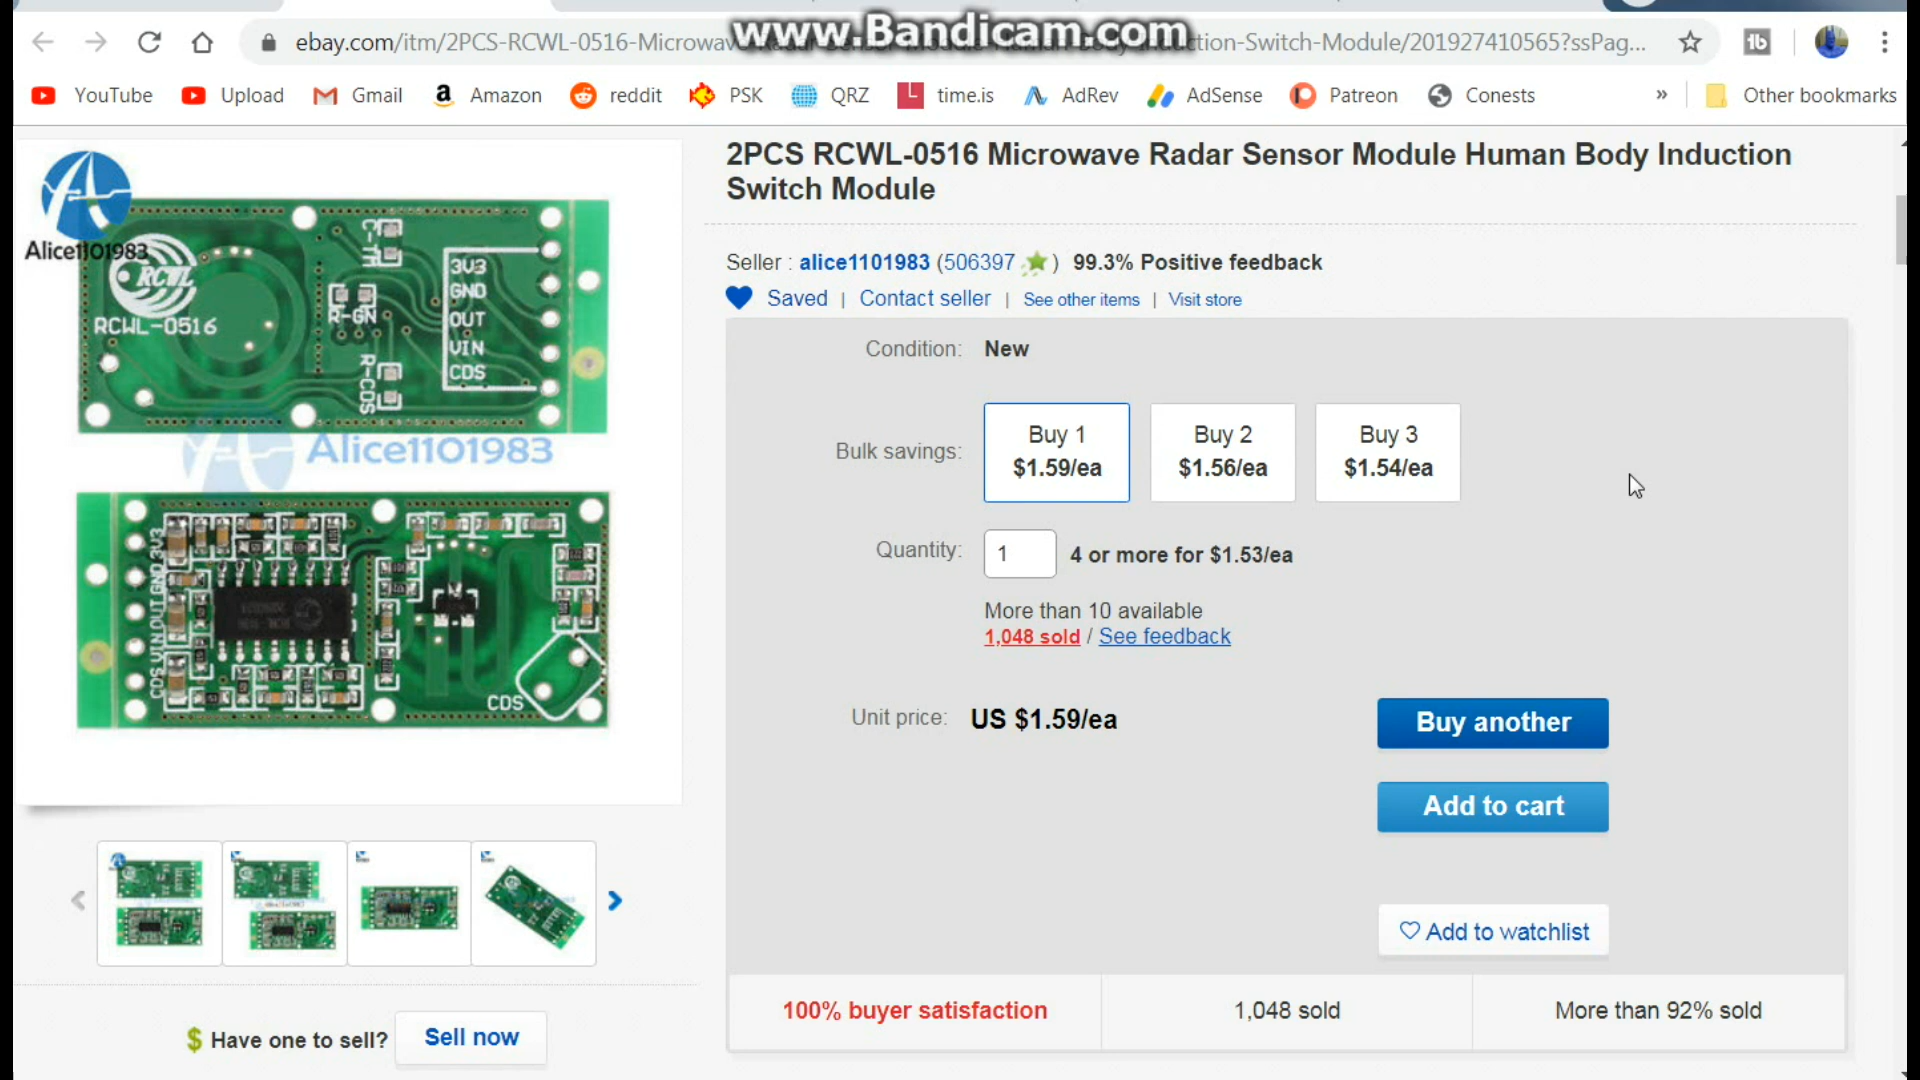 www.Bandicam.com
ebay.com/itm/2PCS-RCWL-0516-Microwav
tion-Switch-Module/201927410565?ssPag...
YouTube
Upload
Gmail
Amazon
reddit
PSK
QRZ
time.is
AdRev
AdSense
Patreon
Conests
»
Other bookmarks
Alice1101983
RCWL
RCWL-0516
C-TM
R-GN
R-CDS
3V3
GND
OUT
VIN
CDS
Alice1101983
CDS VIN OUT GND 3V3
CDS
2PCS RCWL-0516 Microwave Radar Sensor Module Human Body Induction
Switch Module
Seller : alice1101983 (506397 ) 99.3% Positive feedback
Saved | Contact seller | See other items | Visit store
Condition: New
Bulk savings:
Buy 1
$1.59/ea
Buy 2
$1.56/ea
Buy 3
$1.54/ea
Quantity: 1 4 or more for $1.53/ea
More than 10 available
1,048 sold / See feedback
Unit price: US $1.59/ea
Buy another
Add to cart
Add to watchlist
100% buyer satisfaction
1,048 sold
More than 92% sold
$ Have one to sell? Sell now